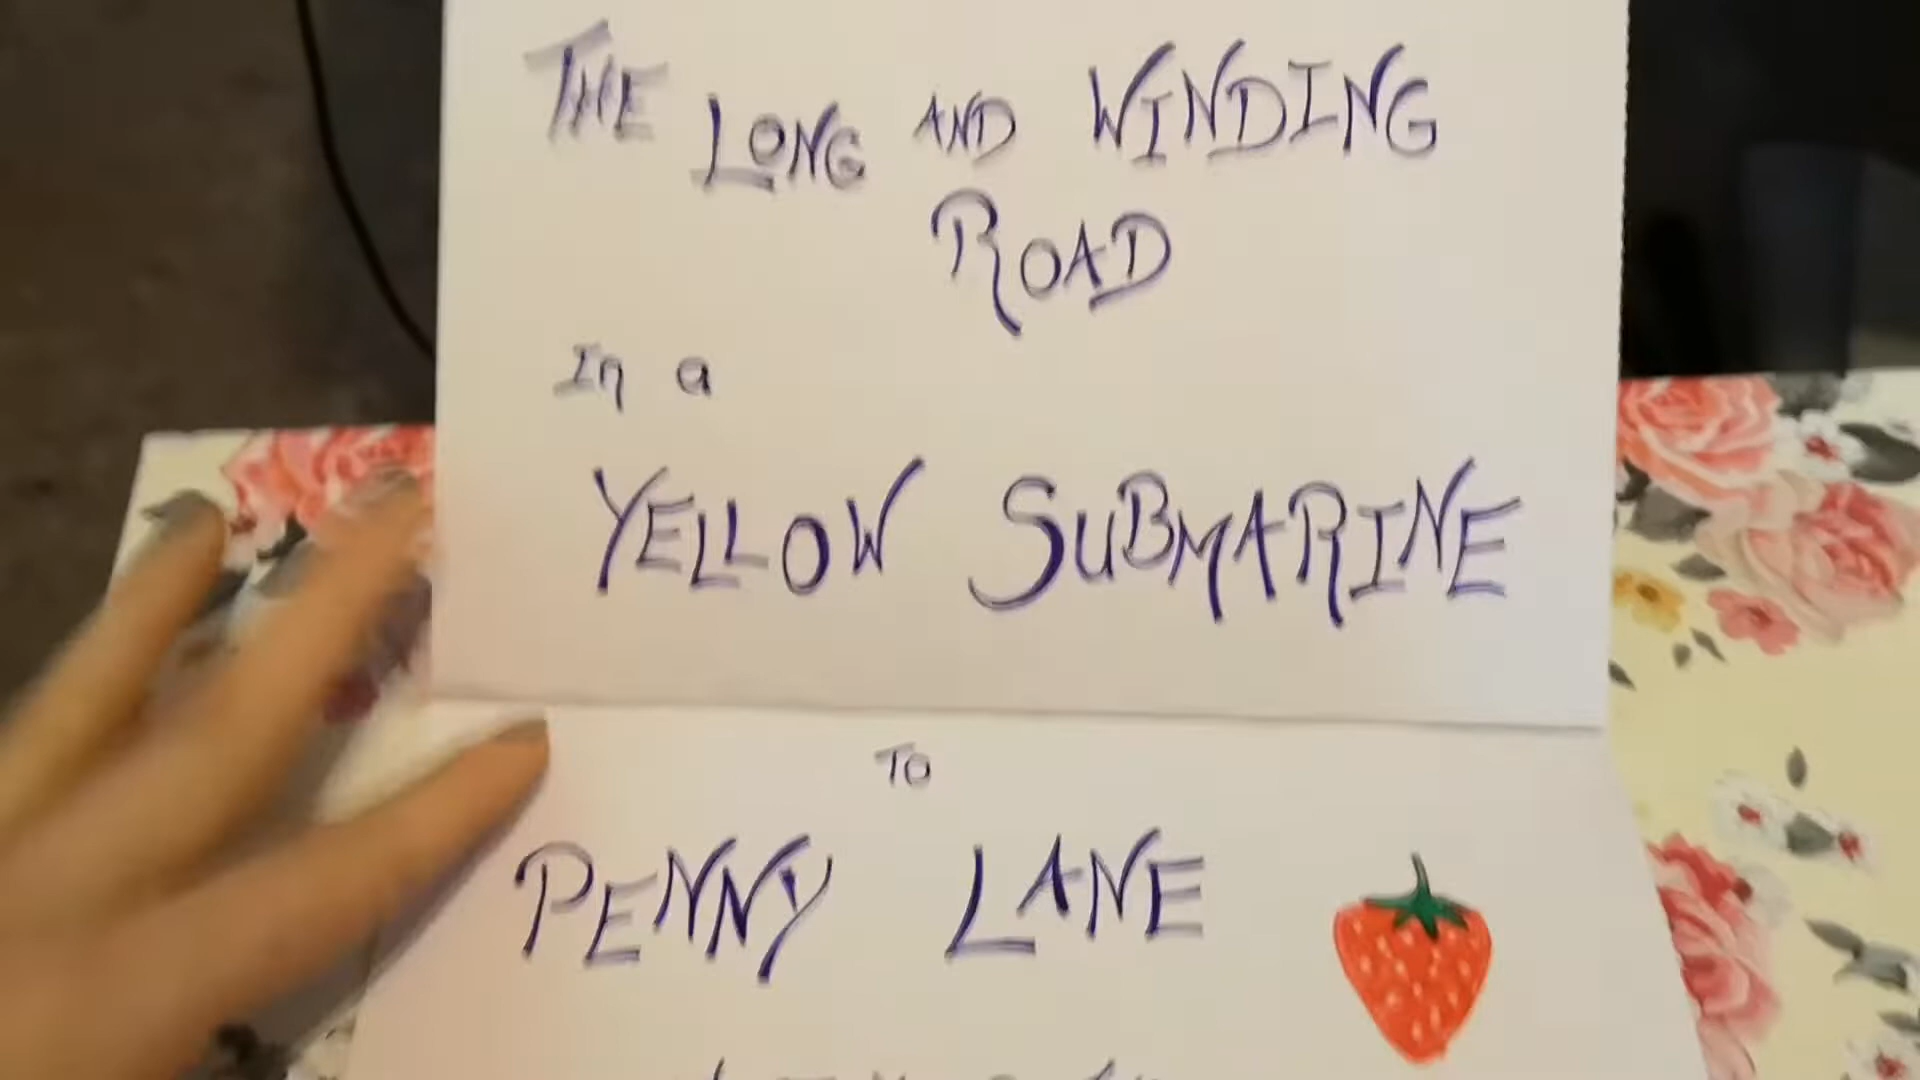 THE LONG AND WINDING
ROAD
In a
YELLOW SUBMARINE
TO
PENNY LANE